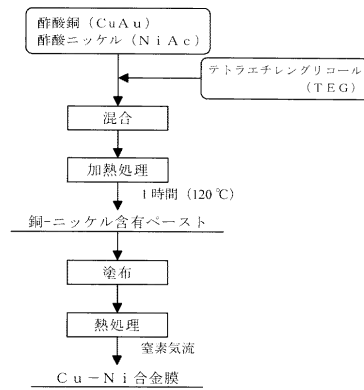 酢酸銅(CuAu)
酢酸ニッケル(NiAc)
テトラエチレングリコール
(TEG)
混合
加熱処理
1時間(120℃)
銅-ニッケル含有ペースト
塗布
熱処理
窒素気流
Cu-Ni合金膜